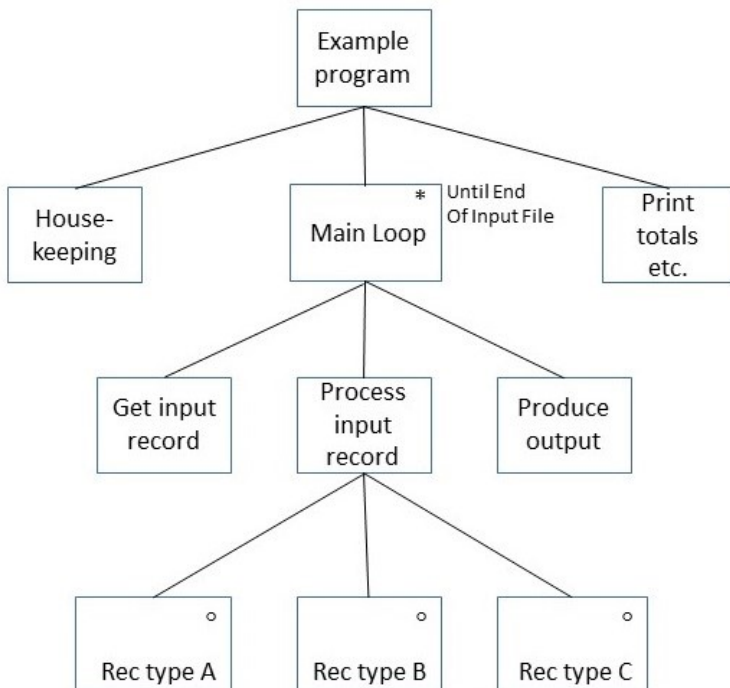 Example
program
House-
keeping
*
Main Loop
Until End
Of Input File
Print
totals
etc.
Get input
record
Process
input
record
Produce
output
Rec type A
Rec type B
Rec type C